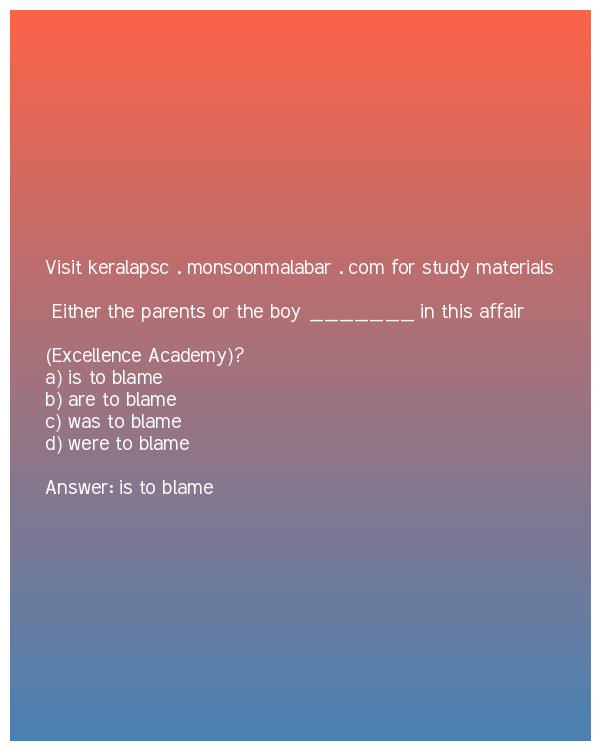 Visit keralapsc . monsoonmalabar . com for study materials
Either the parents or the boy _______ in this affair
(Excellence Academy)?
a) is to blame
b) are to blame
c) was to blame
d) were to blame
Answer: is to blame